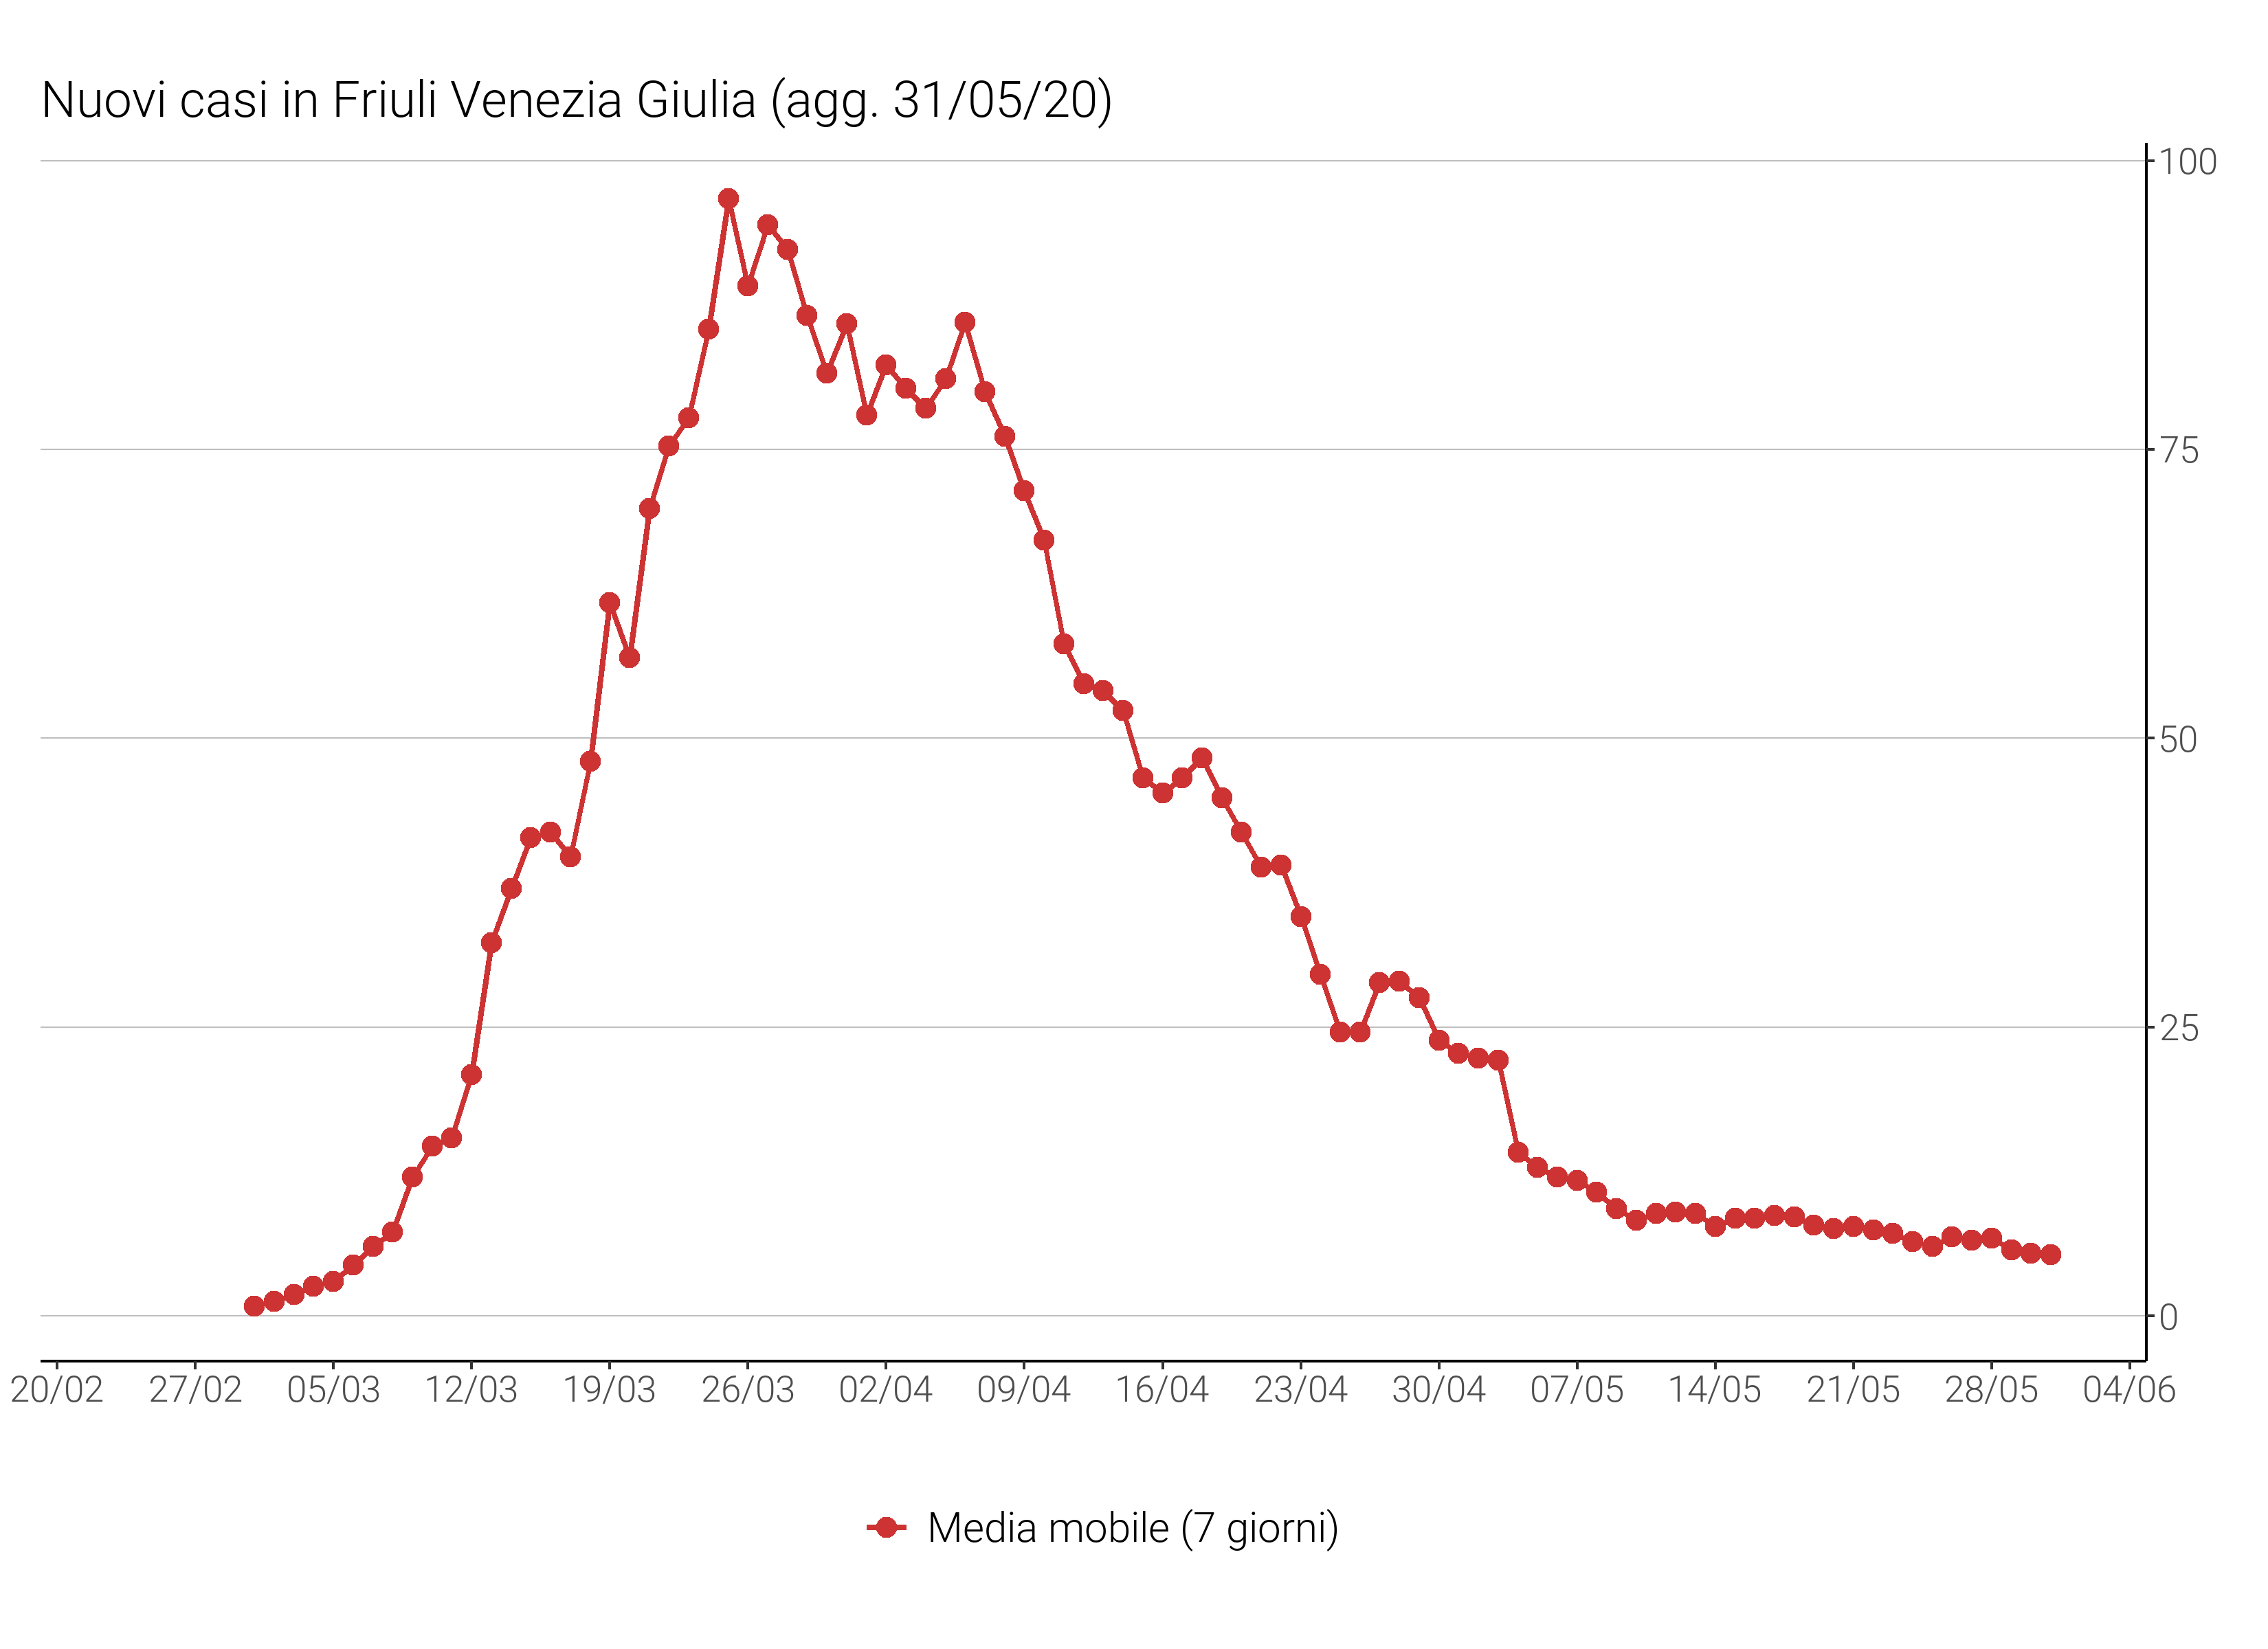 Nuovi casi in Friuli Venezia Giulia (agg. 31/05/20)
100
75
50
25
0
20/02 27/02 05/03 12/03 19/03 26/03 02/04 09/04 16/04 23/04 30/04 07/05 14/05 21/05 28/05 04/06
Media mobile (7 giorni)